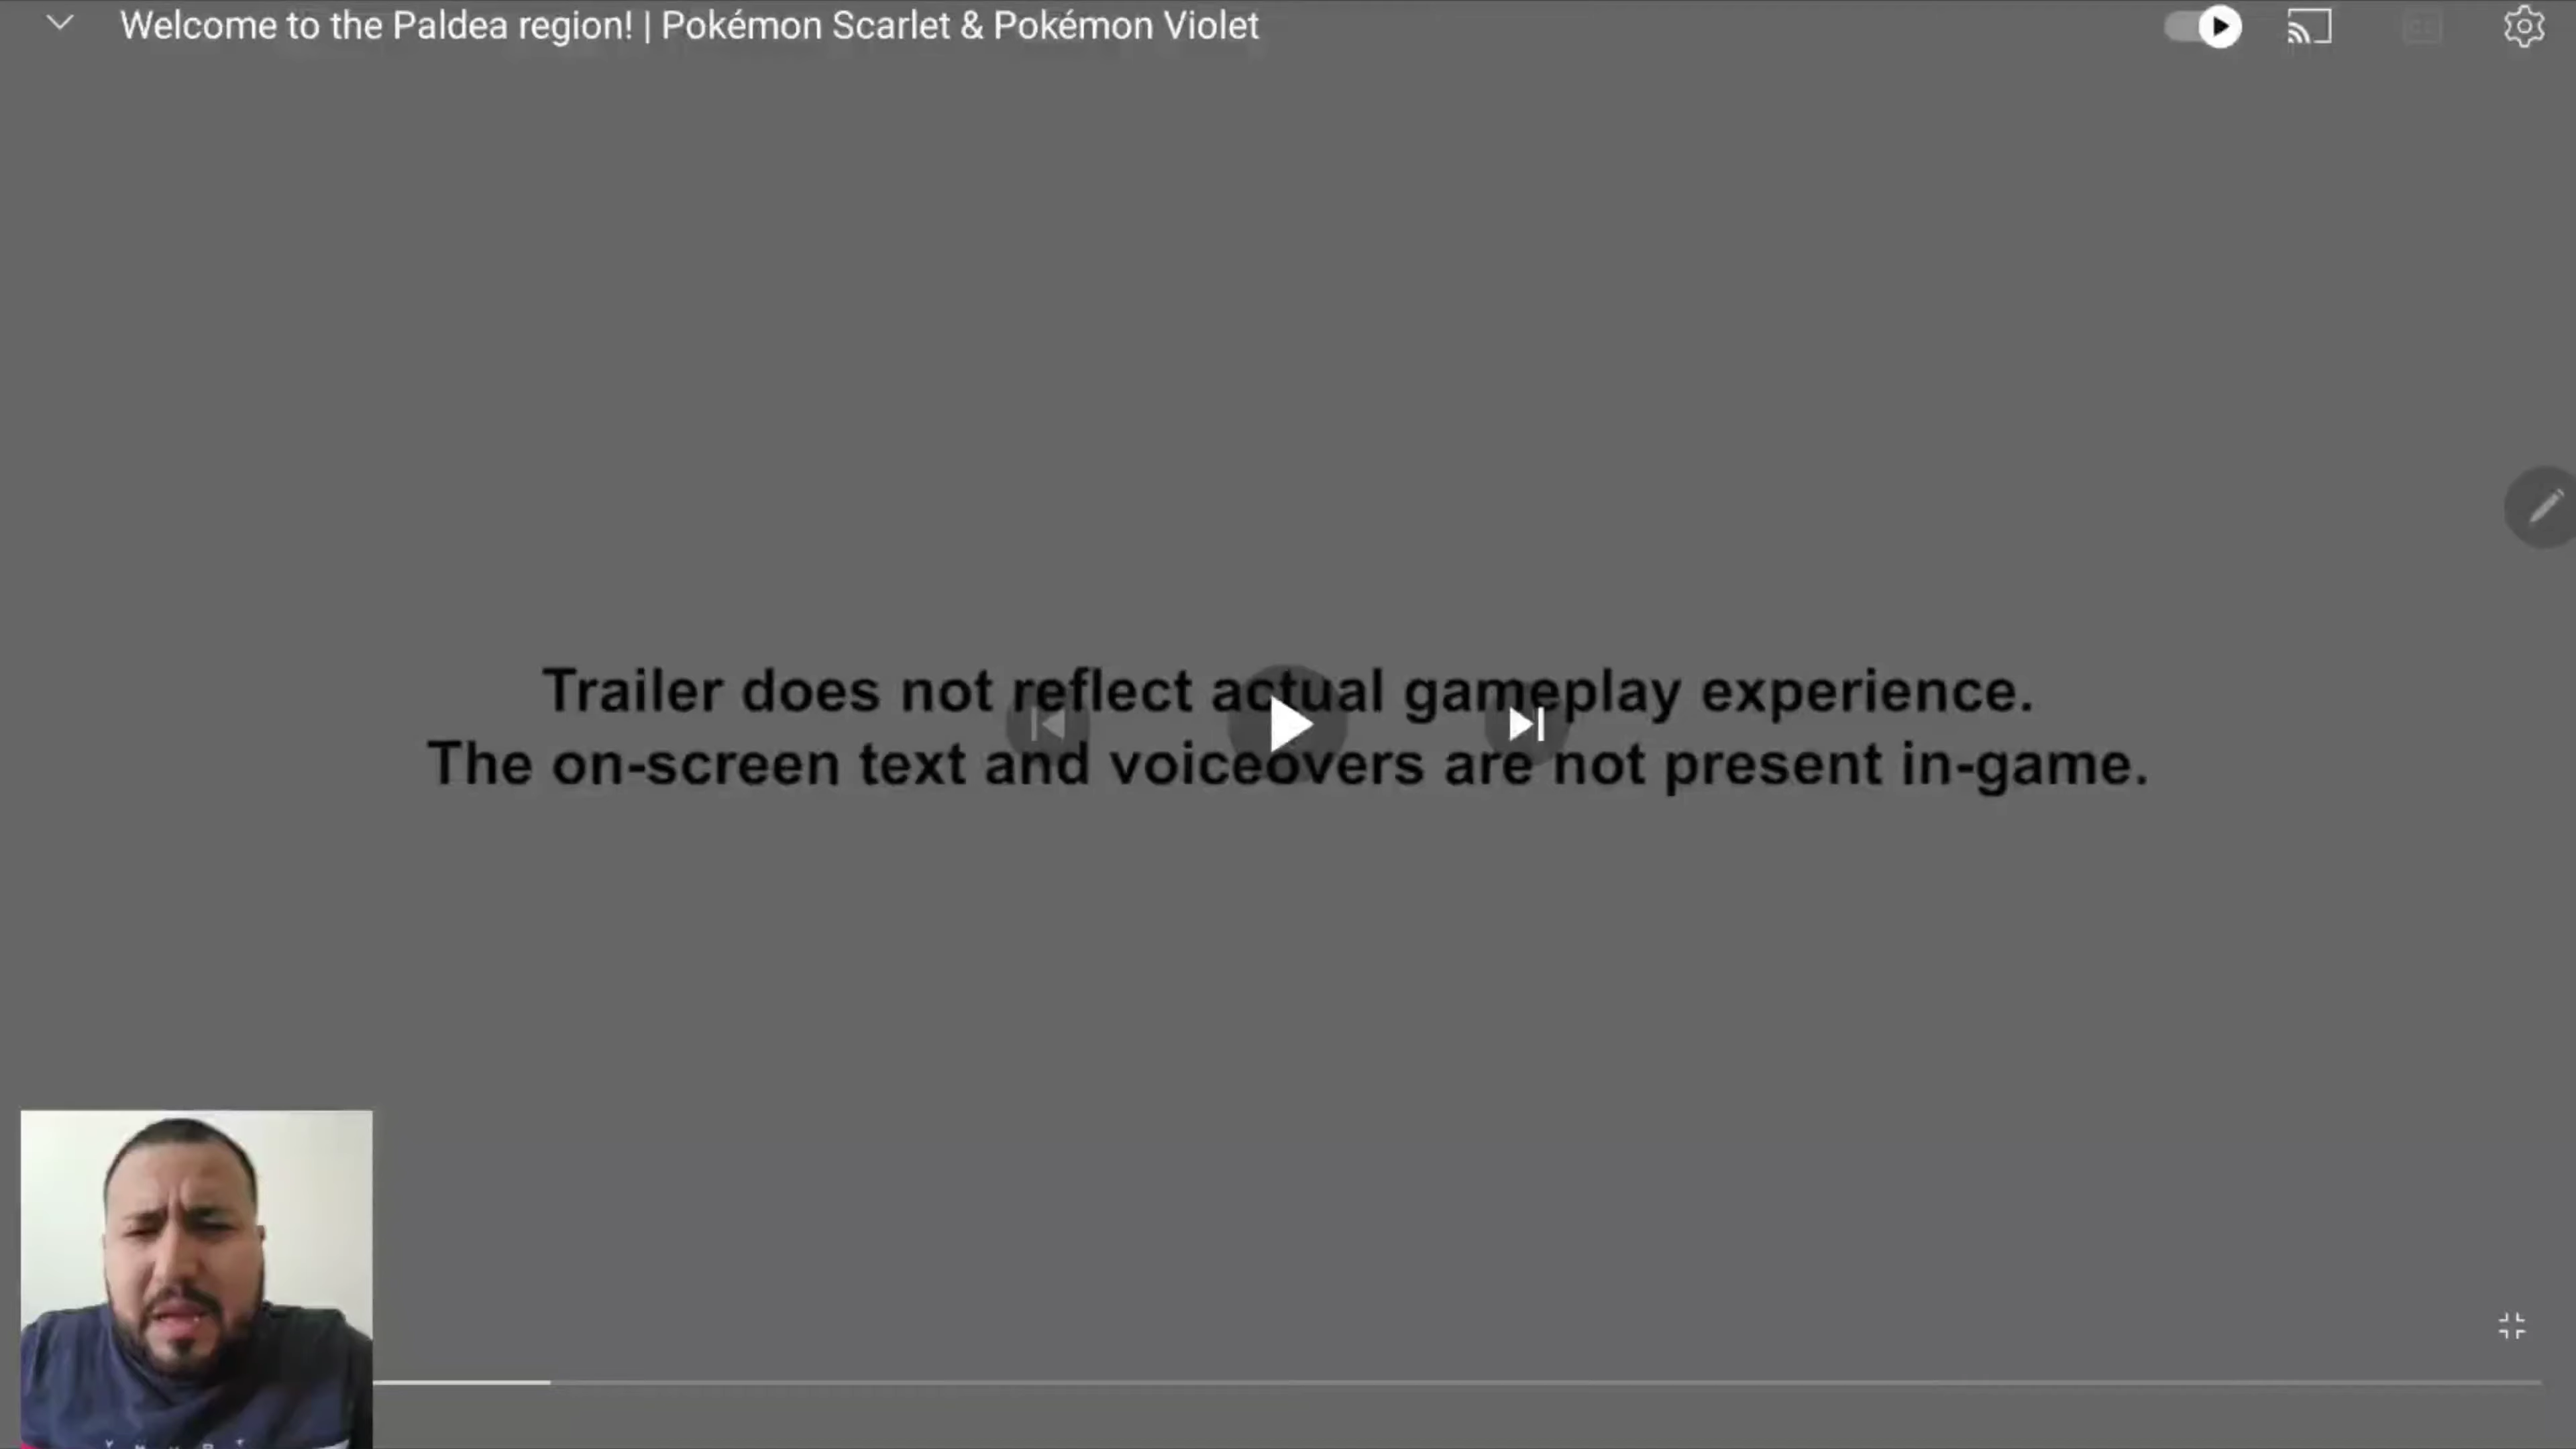 Welcome to the Paldea region! | Pokémon Scarlet & Pokémon Violet
Trailer does not reflect actual gameplay experience.
The on-screen text and voiceovers are not present in-game.